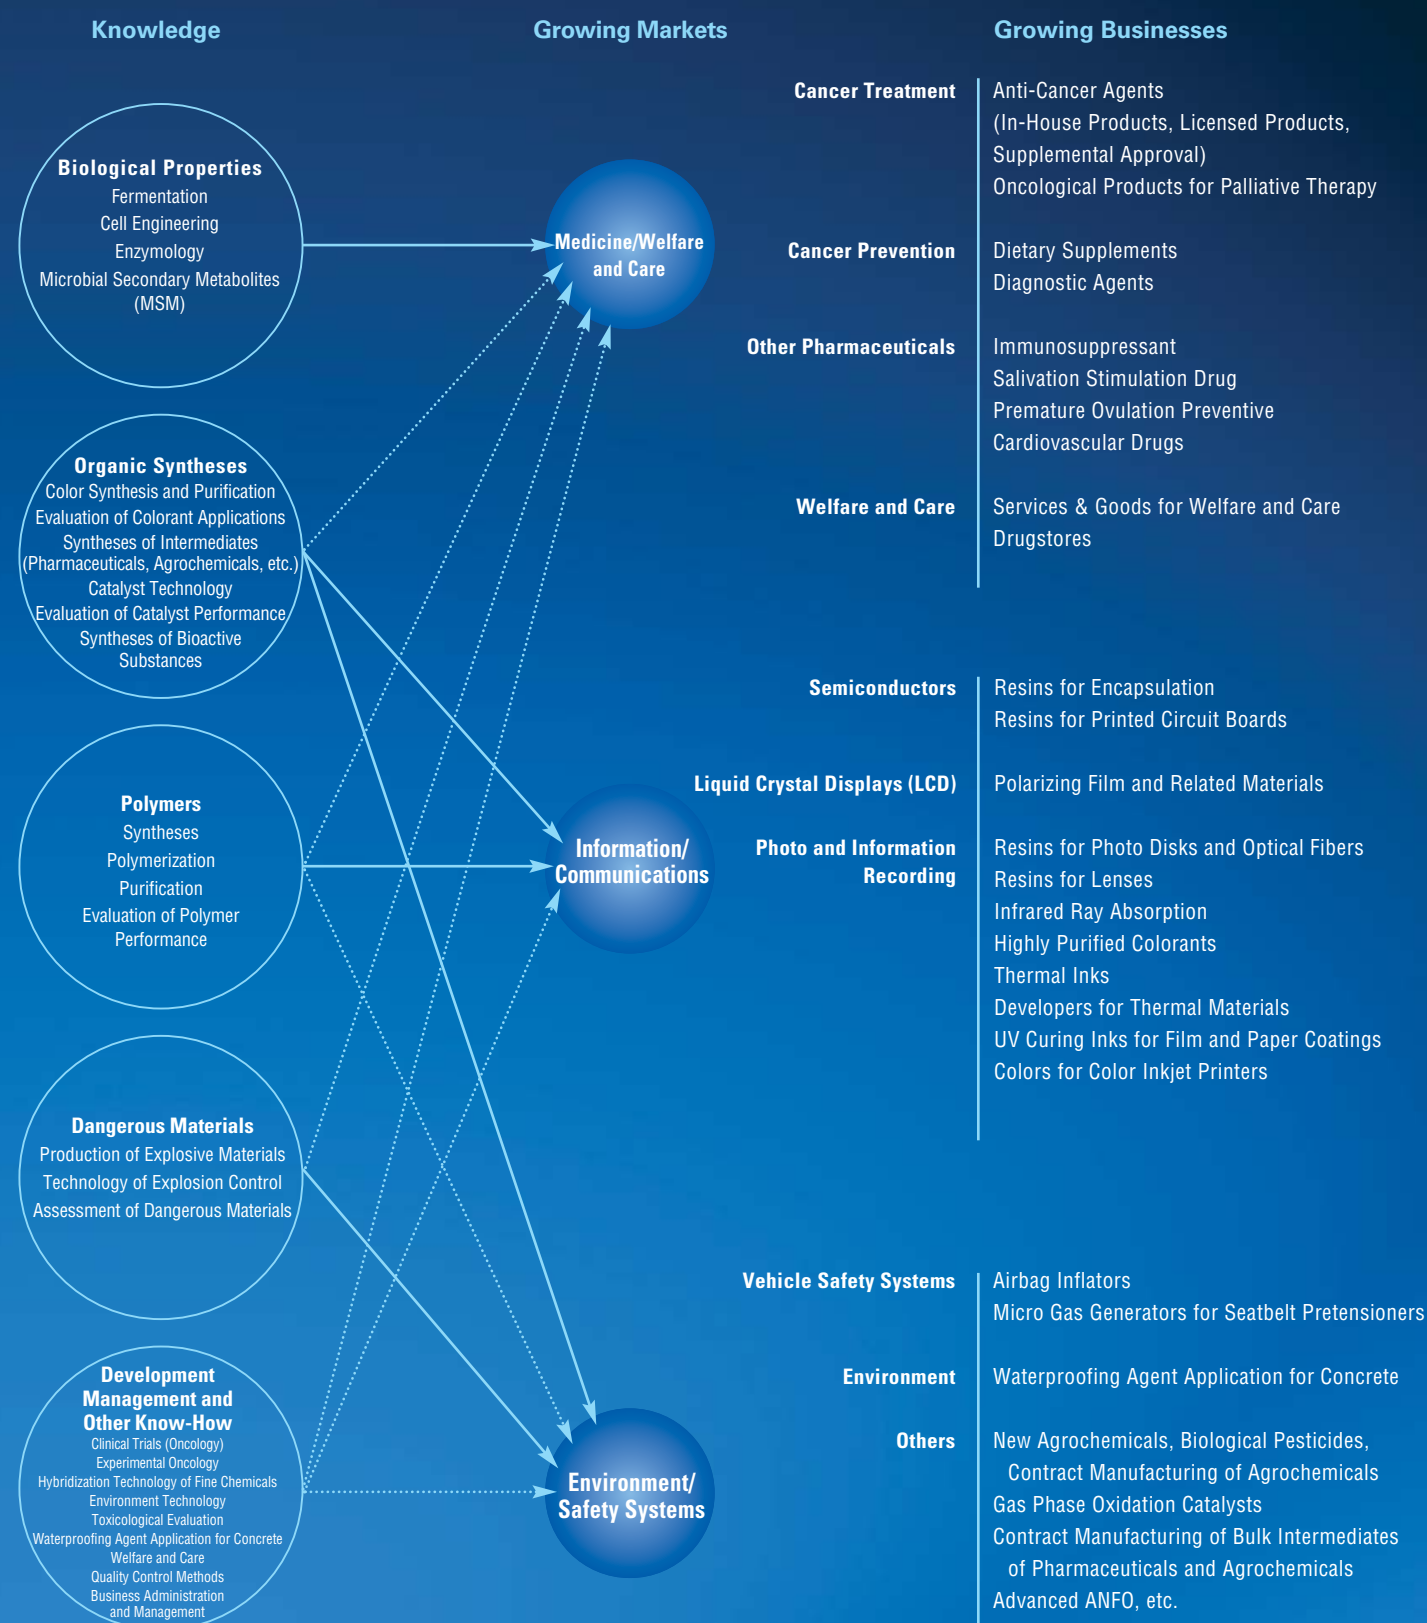 Knowledge
Growing Markets
Growing Businesses
Biological Properties
Fermentation
Cell Engineering
Enzymology
Microbial Secondary Metabolites
(MSM)
Organic Syntheses
Color Synthesis and Purification
Evaluation of Colorant Applications
Syntheses of Intermediates
(Pharmaceuticals, Agrochemicals, etc.)
Catalyst Technology
Evaluation of Catalyst Performance
Syntheses of Bioactive
Substances
Polymers
Syntheses
Polymerization
Purification
Evaluation of Polymer
Performance
Dangerous Materials
Production of Explosive Materials
Technology of Explosion Control
Assessment of Dangerous Materials
Development
Management and
Other Know-How
Clinical Trials (Oncology)
Experimental Oncology
Hybridization Technology of Fine Chemicals
Environment Technology
Toxicological Evaluation
Waterproofing Agent Application for Concrete
Welfare and Care
Quality Control Methods
Business Administration
and Management
Medicine/Welfare
and Care
Information/
Communications
Environment/
Safety Systems
Cancer Treatment
Anti-Cancer Agents
(In-House Products, Licensed Products,
Supplemental Approval)
Oncological Products for Palliative Therapy
Cancer Prevention
Dietary Supplements
Diagnostic Agents
Other Pharmaceuticals
Immunosuppressant
Salivation Stimulation Drug
Premature Ovulation Preventive
Cardiovascular Drugs
Welfare and Care
Services & Goods for Welfare and Care
Drugstores
Semiconductors
Resins for Encapsulation
Resins for Printed Circuit Boards
Liquid Crystal Displays (LCD)
Polarizing Film and Related Materials
Photo and Information
Recording
Resins for Photo Disks and Optical Fibers
Resins for Lenses
Infrared Ray Absorption
Highly Purified Colorants
Thermal Inks
Developers for Thermal Materials
UV Curing Inks for Film and Paper Coatings
Colors for Color Inkjet Printers
Vehicle Safety Systems
Airbag Inflators
Micro Gas Generators for Seatbelt Pretensioners
Environment
Waterproofing Agent Application for Concrete
Others
New Agrochemicals, Biological Pesticides,
Contract Manufacturing of Agrochemicals
Gas Phase Oxidation Catalysts
Contract Manufacturing of Bulk Intermediates
of Pharmaceuticals and Agrochemicals
Advanced ANFO, etc.